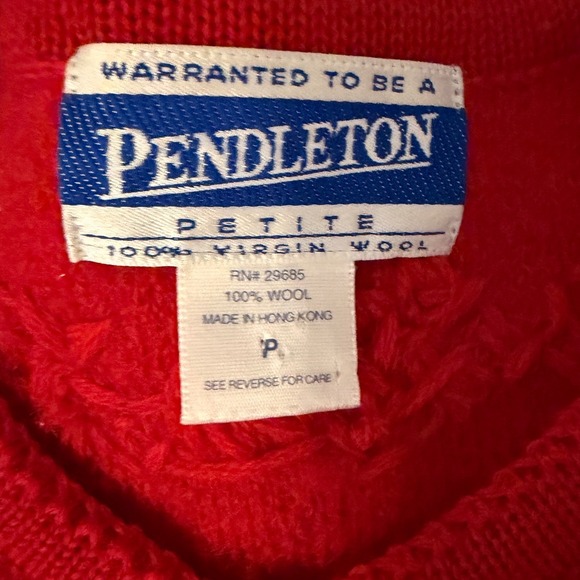 WARRANTED TO BE A
PENDLETON
PETITE
100% VIRGIN WOOL
RN# 29685
100% WOOL
MADE IN HONG KONG
P
SEE REVERSE FOR CARE